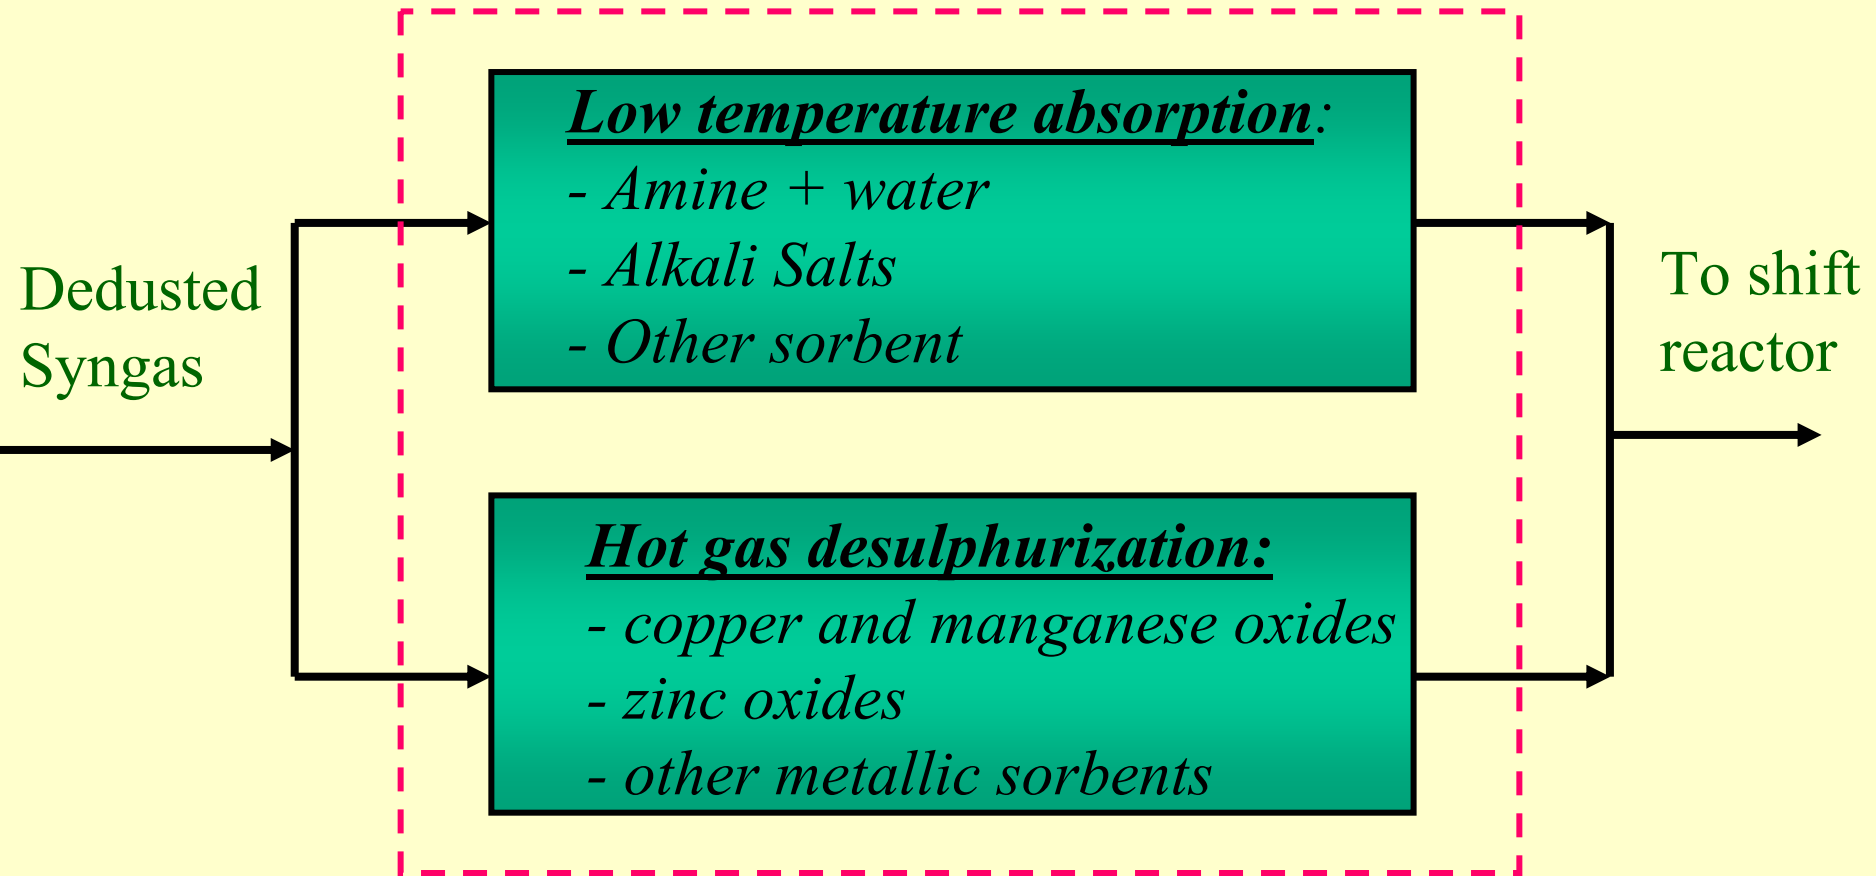 Dedusted
Syngas
Low temperature absorption:
- Amine + water
- Alkali Salts
- Other sorbent
Hot gas desulphurization:
- copper and manganese oxides
- zinc oxides
- other metallic sorbents
To shift
reactor